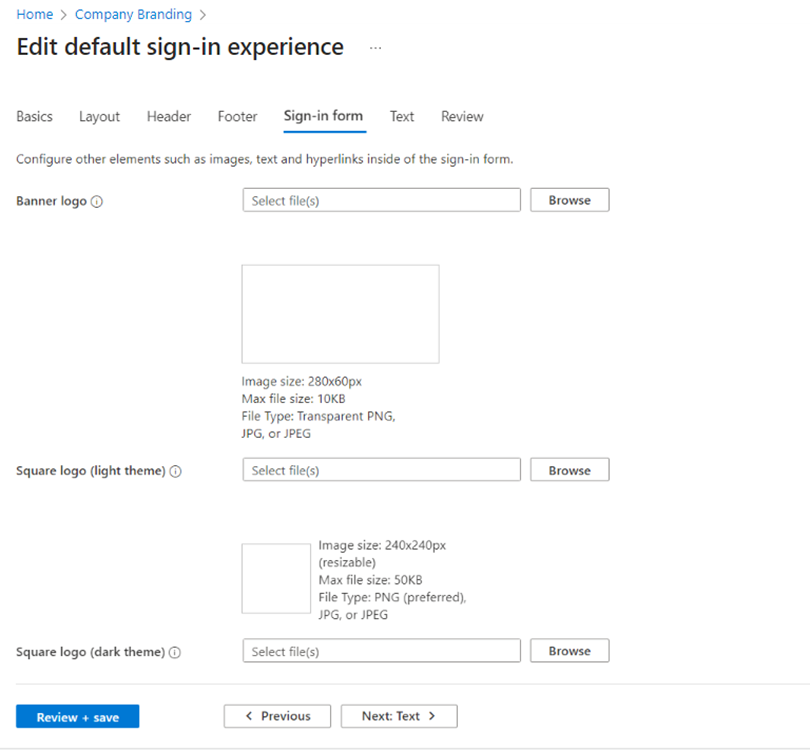 Home > Company Branding >
Edit default sign-in experience ...
Basics Layout Header Footer Sign-in form Text Review
Configure other elements such as images, text and hyperlinks inside of the sign-in form.
Banner logo Select file(s) Browse
Image size: 280x60px
Max file size: 10KB
File Type: Transparent PNG,
JPG, or JPEG
Square logo (light theme) Select file(s) Browse
Image size: 240x240px
(resizable)
Max file size: 50KB
File Type: PNG (preferred),
JPG, or JPEG
Square logo (dark theme) Select file(s) Browse
Review + save < Previous Next: Text >